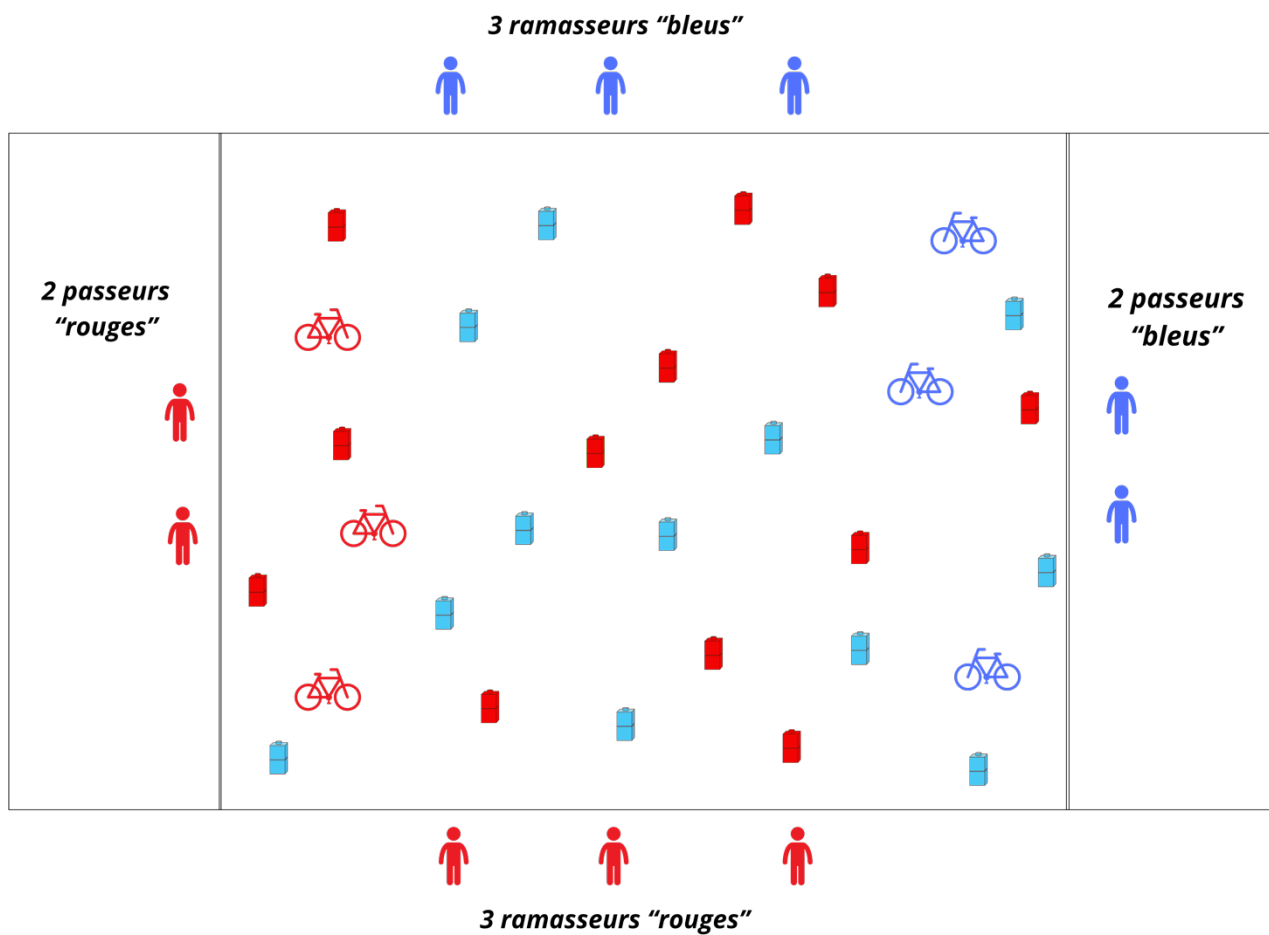 3 ramasseurs “bleus”
2 passeurs
“rouges”
2 passeurs
“bleus”
3 ramasseurs “rouges”